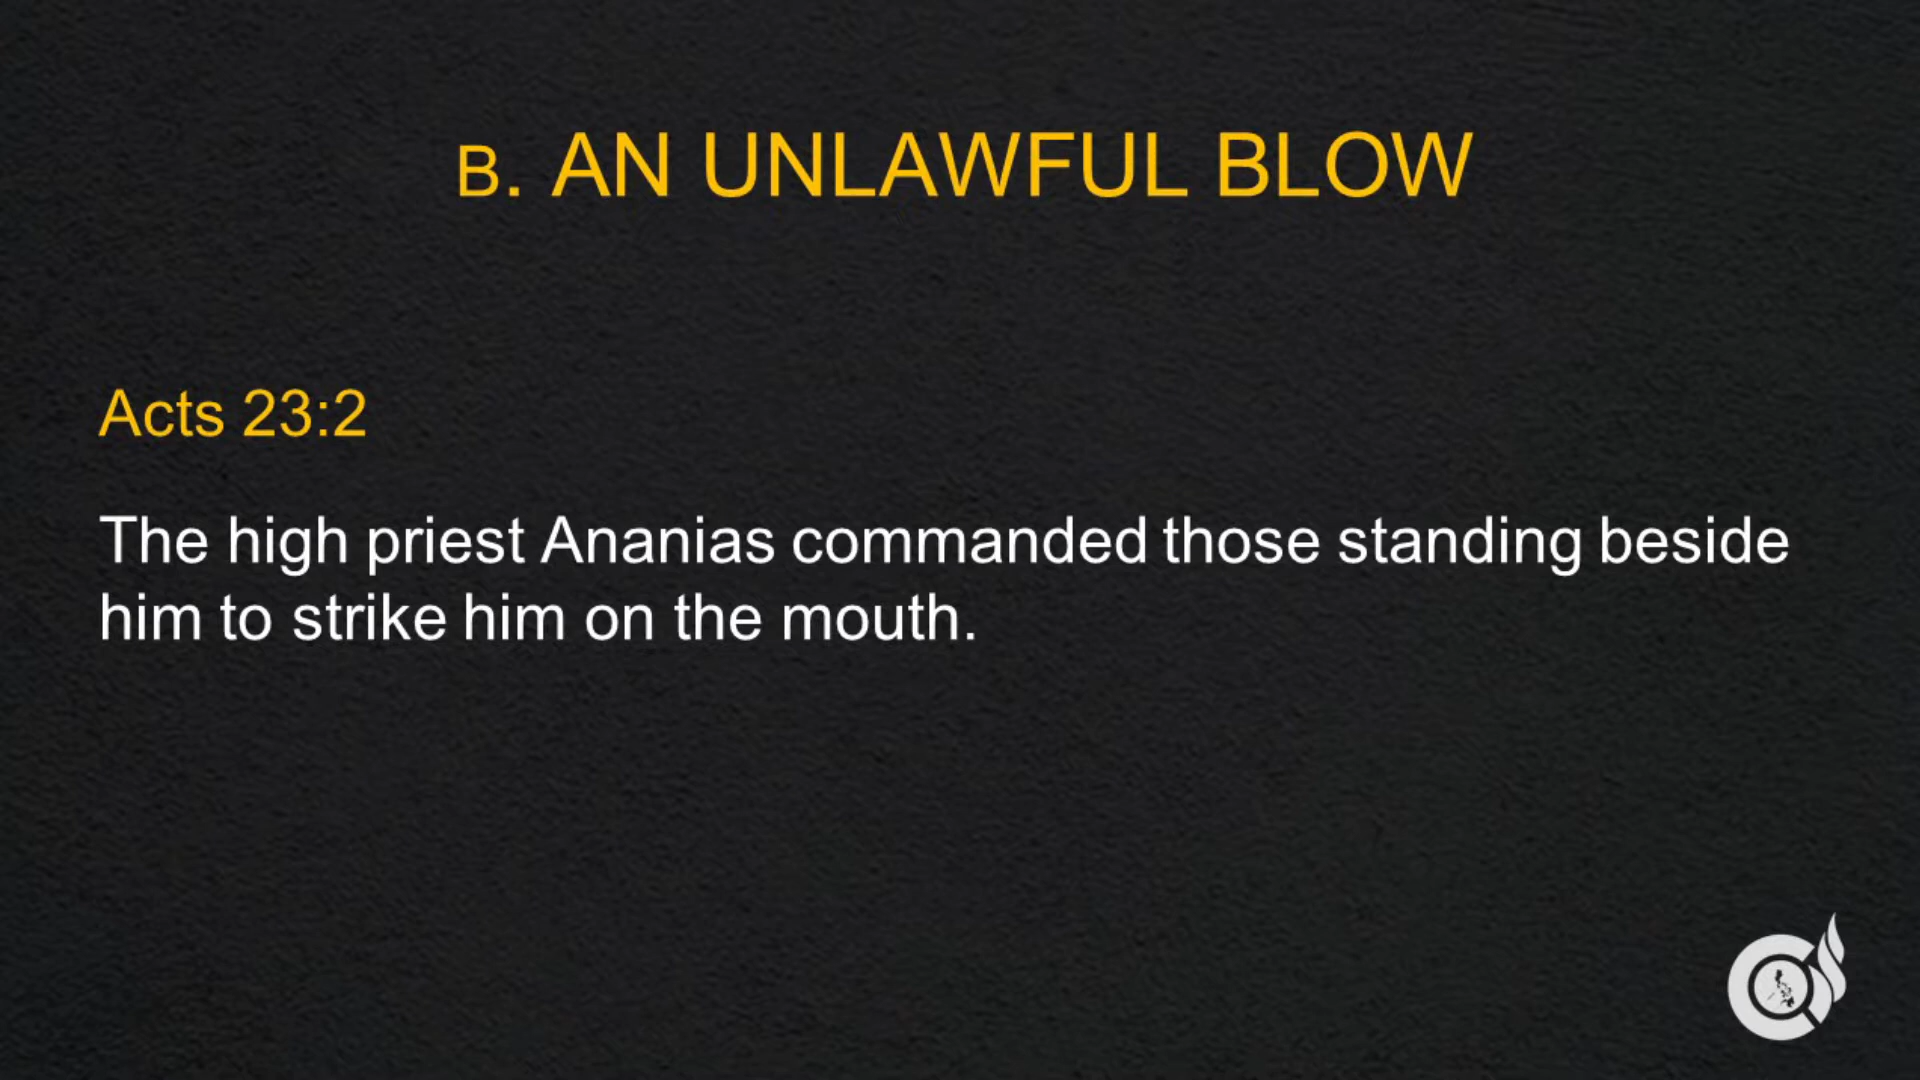 B. AN UNLAWFUL BLOW
Acts 23:2
The high priest Ananias commanded those standing beside
him to strike him on the mouth.